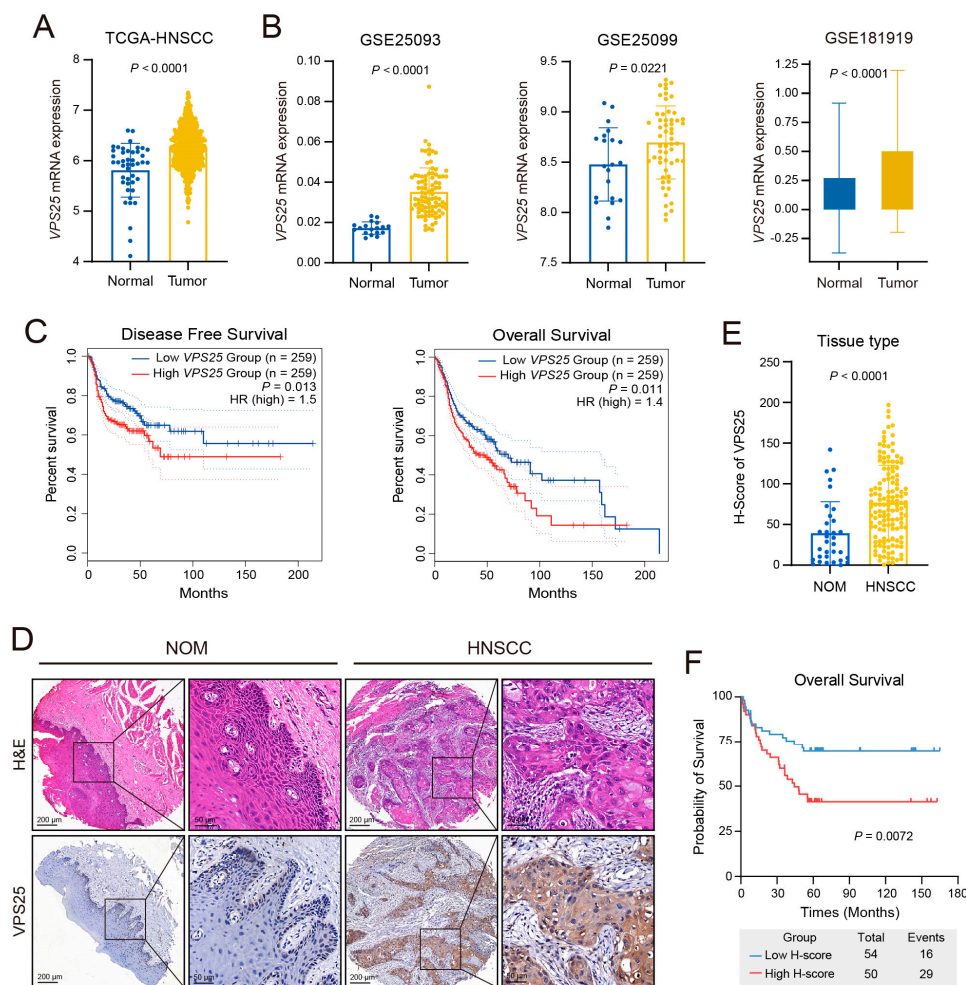 A
TCGA-HNSCC
P < 0.0001
VPS25 mRNA expression
8
7
6
5
4
Normal
Tumor
B
GSE25093
P < 0.0001
VPS25 mRNA expression
0.10
0.08
0.06
0.04
0.02
0.00
Normal
Tumor
GSE25099
P = 0.0221
VPS25 mRNA expression
9.5
9.0
8.5
8.0
7.5
Normal
Tumor
GSE181919
P < 0.0001
VPS25 mRNA expression
1.25
1.00
0.75
0.50
0.25
0.00
−0.25
Normal
Tumor
C
Disease Free Survival
Low VPS25 Group (n = 259)
High VPS25 Group (n = 259)
P = 0.013
HR (high) = 1.5
Percent survival
1.0
0.8
0.6
0.4
0.2
0.0
0
50
100
150
200
Months
Overall Survival
Low VPS25 Group (n = 259)
High VPS25 Group (n = 259)
P = 0.011
HR (high) = 1.4
Percent survival
1.0
0.8
0.6
0.4
0.2
0.0
0
50
100
150
200
Months
E
Tissue type
P < 0.0001
H-Score of VPS25
250
200
150
100
50
0
NOM
HNSCC
D
NOM
HNSCC
H&E
200 μm
50 μm
200 μm
50 μm
VPS25
200 μm
50 μm
200 μm
50 μm
F
Overall Survival
Probability of Survival
100
75
50
25
0
P = 0.0072
0
30
60
90
120
150
180
Times (Months)
Group Total Events
Low H-score 54 16
High H-score 50 29